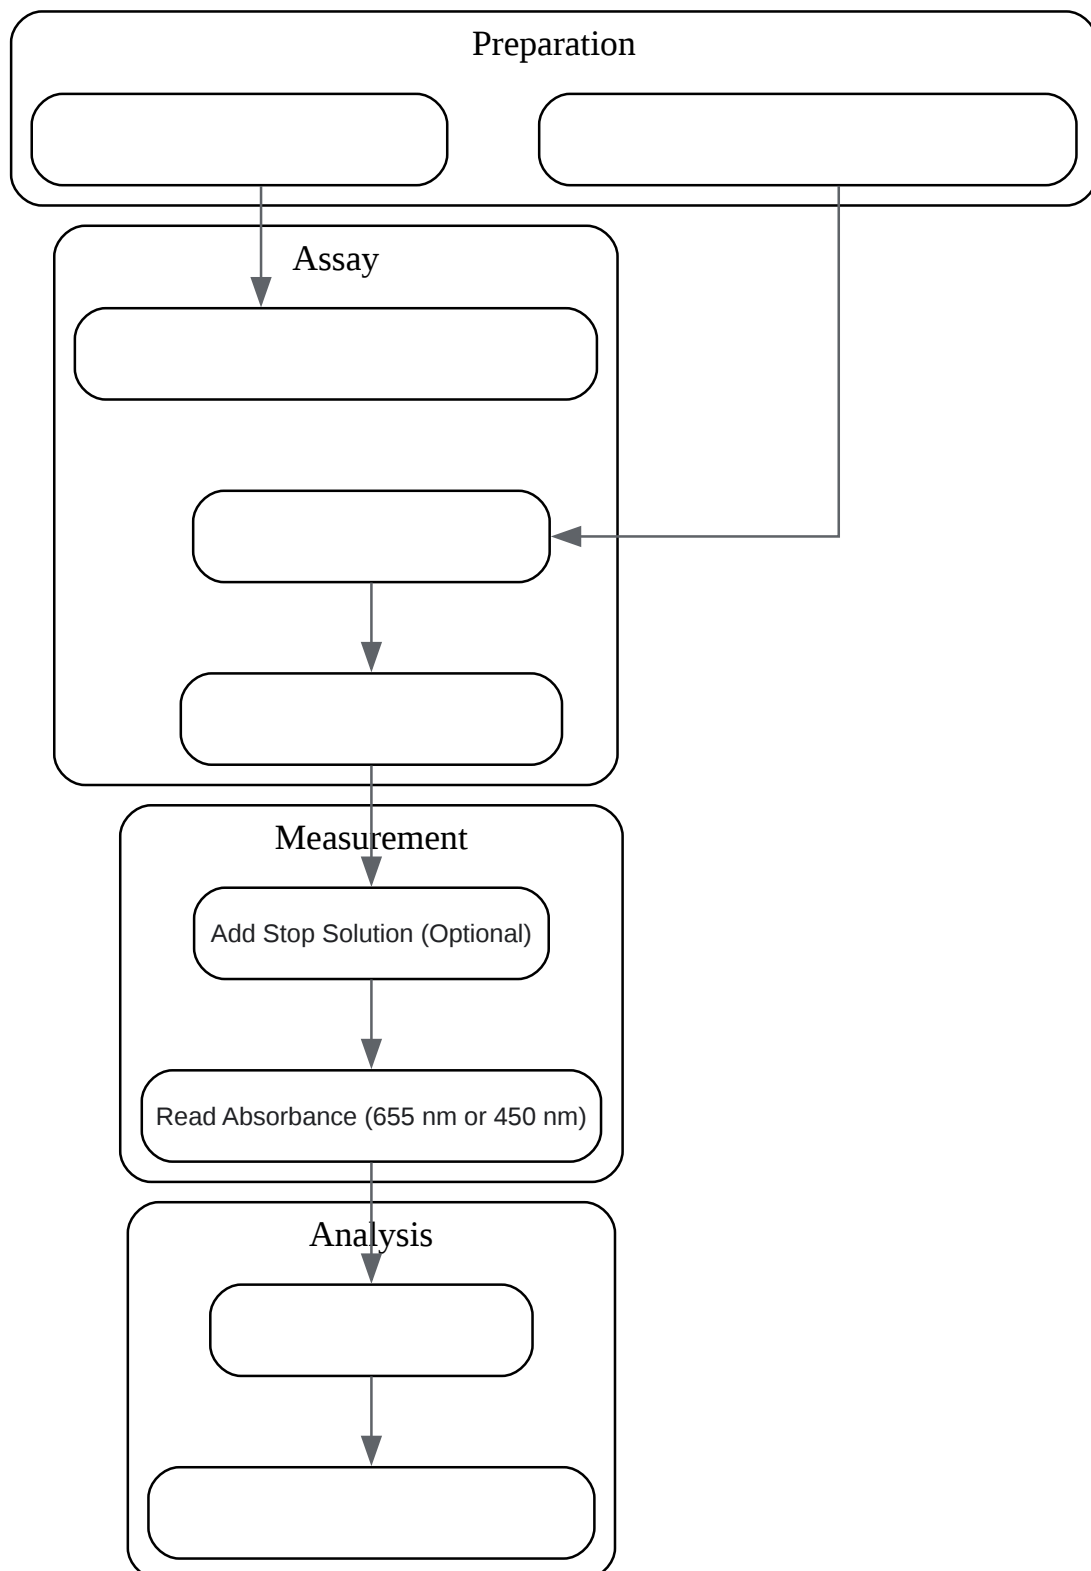 Preparation
Assay
Measurement
Add Stop Solution (Optional)
Read Absorbance (655 nm or 450 nm)
Analysis